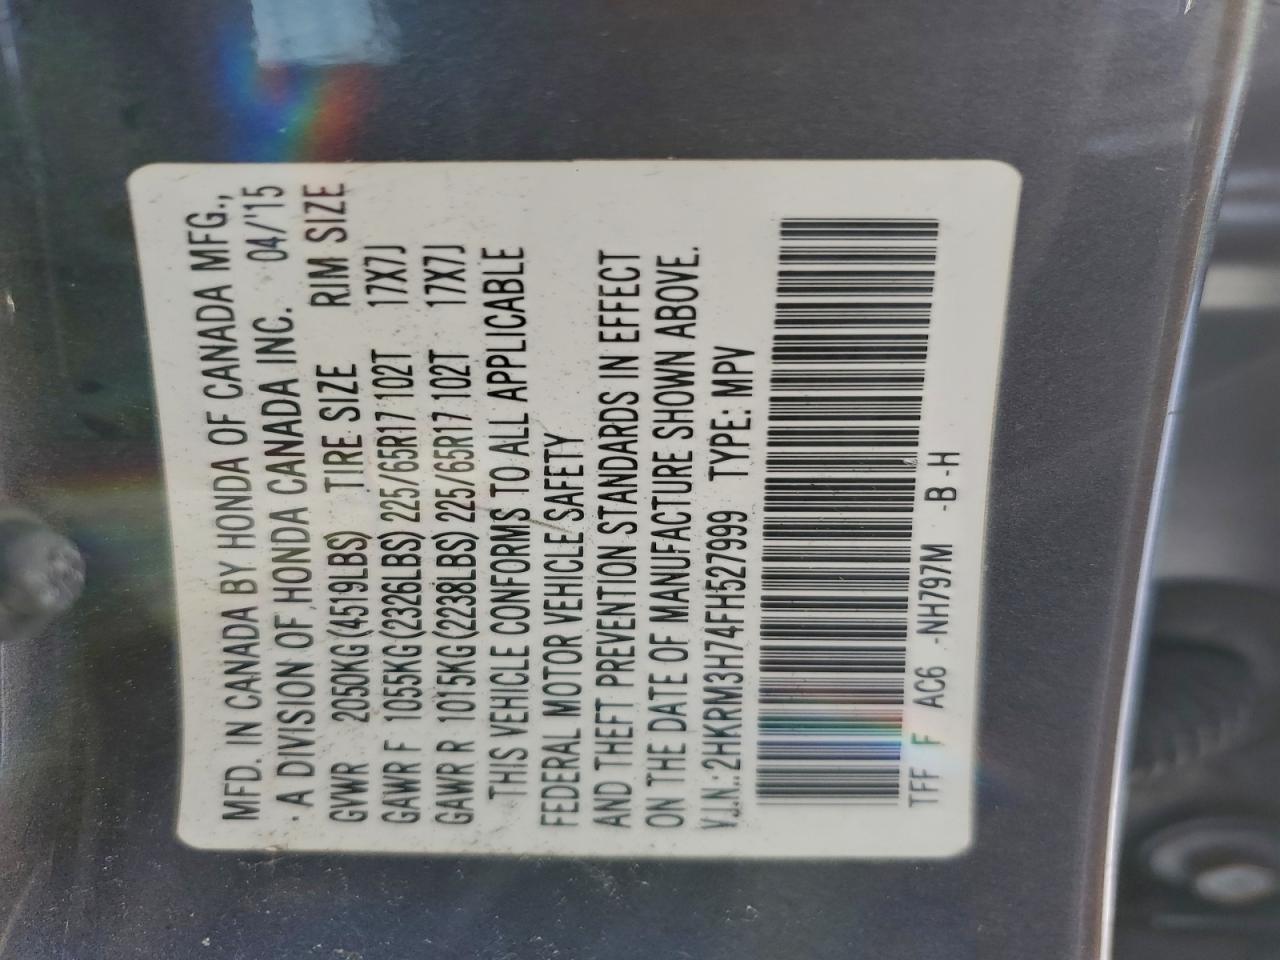 MFD. IN CANADA BY HONDA OF CANADA MFG.,
A DIVISION OF HONDA CANADA INC. 04/'15
GVWR 2050KG(4519LBS) TIRE SIZE RIM SIZE
GAWR F 1055KG(2326LBS) 225/65R17 102T 17X7J
GAWR R 1015KG(2238LBS) 225/65R17 102T 17X7J
THIS VEHICLE CONFORMS TO ALL APPLICABLE
FEDERAL MOTOR VEHICLE SAFETY
AND THEFT PREVENTION STANDARDS IN EFFECT
ON THE DATE OF MANUFACTURE SHOWN ABOVE.
V.I.N.: 2HKRM3H74FH527999 TYPE: MPV
TFF F AC6 -NH797M -B -H